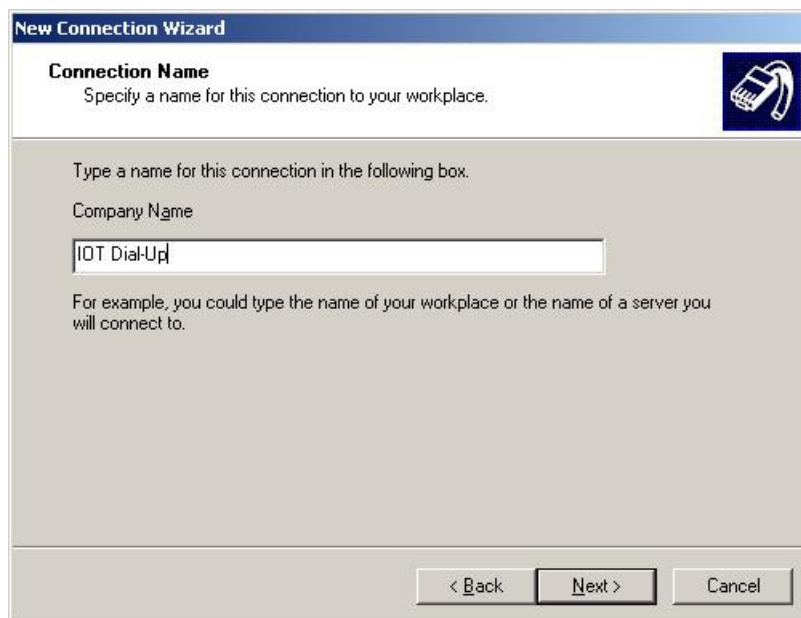 New Connection Wizard
Connection Name
Specify a name for this connection to your workplace.
Type a name for this connection in the following box.
Company Name
IOT Dial-Up
For example, you could type the name of your workplace or the name of a server you
will connect to.
< Back Next > Cancel